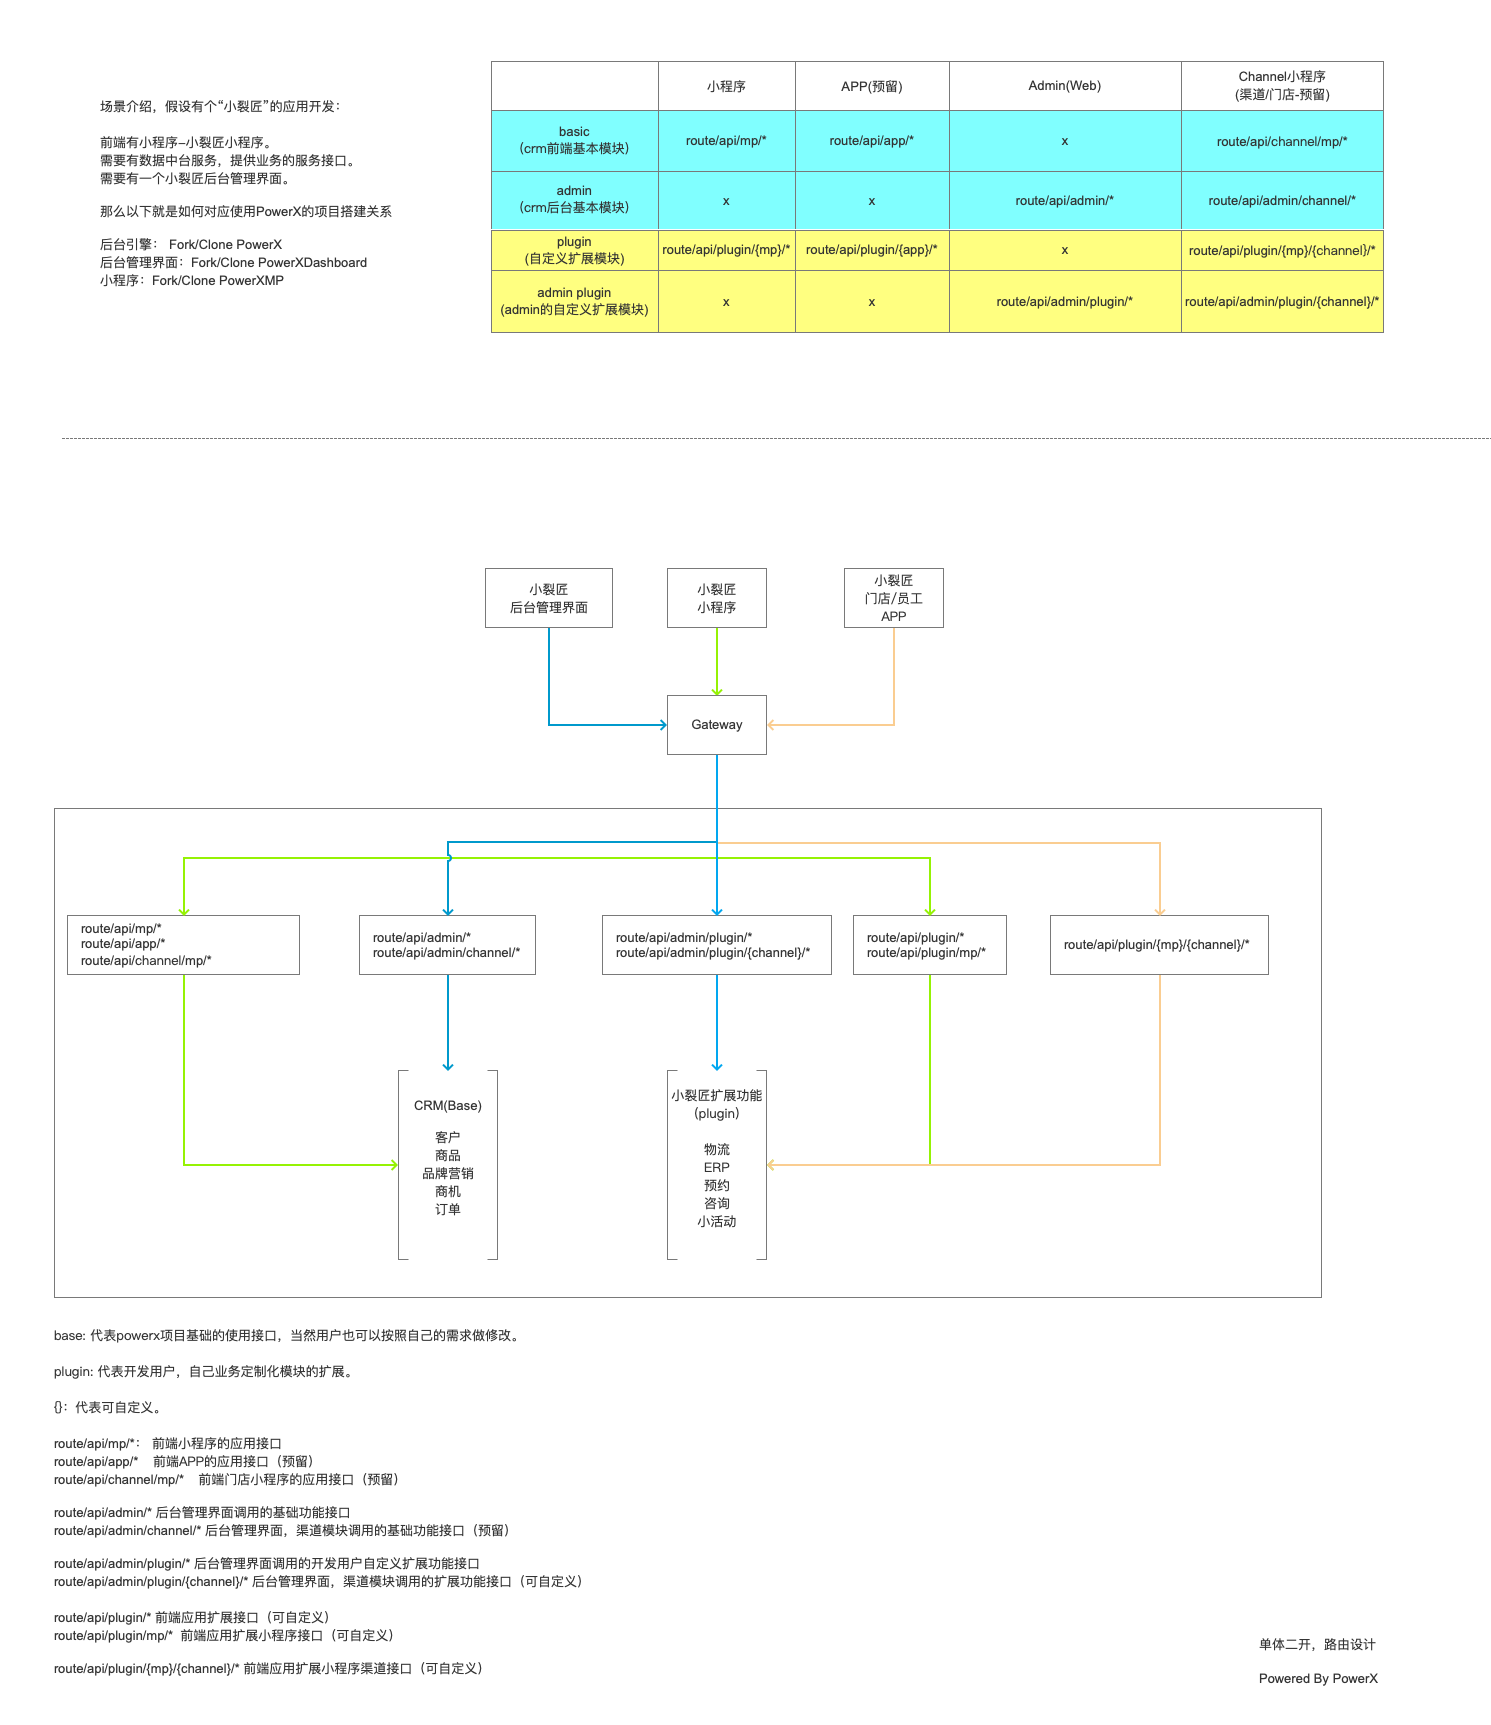 场景介绍，假设有个“小裂匠”的应用开发：
前端有小程序–小裂匠小程序。
需要有数据中台服务，提供业务的服务接口。
需要有一个小裂匠后台管理界面。
那么以下就是如何对应使用PowerX的项目搭建关系
后台引擎： Fork/Clone PowerX
后台管理界面：Fork/Clone PowerXDashboard
小程序：Fork/Clone PowerXMP
小程序
APP(预留)
Admin(Web)
Channel小程序
(渠道/门店-预留)
basic
(crm前端基本模块)
route/api/mp/*
route/api/app/*
x
route/api/channel/mp/*
admin
(crm后台基本模块)
x
x
route/api/admin/*
route/api/admin/channel/*
plugin
(自定义扩展模块)
route/api/plugin/{mp}/*
route/api/plugin/{app}/*
x
route/api/plugin/{mp}/{channel}/*
admin plugin
(admin的自定义扩展模块)
x
x
route/api/admin/plugin/*
route/api/admin/plugin/{channel}/*
小裂匠
后台管理界面
小裂匠
小程序
小裂匠
门店/员工
APP
Gateway
route/api/mp/*
route/api/app/*
route/api/channel/mp/*
route/api/admin/*
route/api/admin/channel/*
route/api/admin/plugin/*
route/api/admin/plugin/{channel}/*
route/api/plugin/*
route/api/plugin/mp/*
route/api/plugin/{mp}/{channel}/*
CRM(Base)
客户
商品
品牌营销
商机
订单
小裂匠扩展功能
(plugin)
物流
ERP
预约
咨询
小活动
base: 代表powerx项目基础的使用接口，当然用户也可以按照自己的需求做修改。
plugin: 代表开发用户，自己业务定制化模块的扩展。
{}：代表可自定义。
route/api/mp/*： 前端小程序的应用接口
route/api/app/* 前端APP的应用接口（预留）
route/api/channel/mp/* 前端门店小程序的应用接口（预留）
route/api/admin/* 后台管理界面调用的基础功能接口
route/api/admin/channel/* 后台管理界面，渠道模块调用的基础功能接口（预留）
route/api/admin/plugin/* 后台管理界面调用的开发用户自定义扩展功能接口
route/api/admin/plugin/{channel}/* 后台管理界面，渠道模块调用的扩展功能接口（可自定义）
route/api/plugin/* 前端应用扩展接口（可自定义）
route/api/plugin/mp/* 前端应用扩展小程序接口（可自定义）
route/api/plugin/{mp}/{channel}/* 前端应用扩展小程序渠道接口（可自定义）
单体二开，路由设计
Powered By PowerX